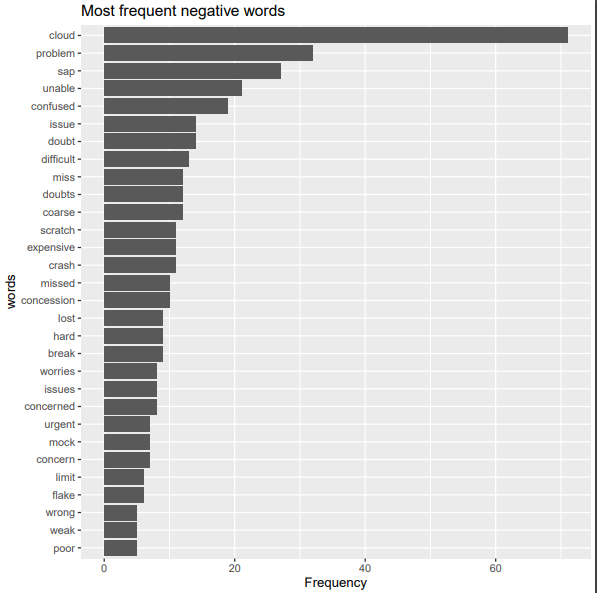 Most frequent negative words
cloud
problem
sap
unable
confused
issue
doubt
difficult
miss
doubts
coarse
scratch
expensive
crash
missed
concession
lost
hard
break
worries
issues
concerned
urgent
mock
concern
limit
flake
wrong
weak
poor
words
0 20 40 60
Frequency